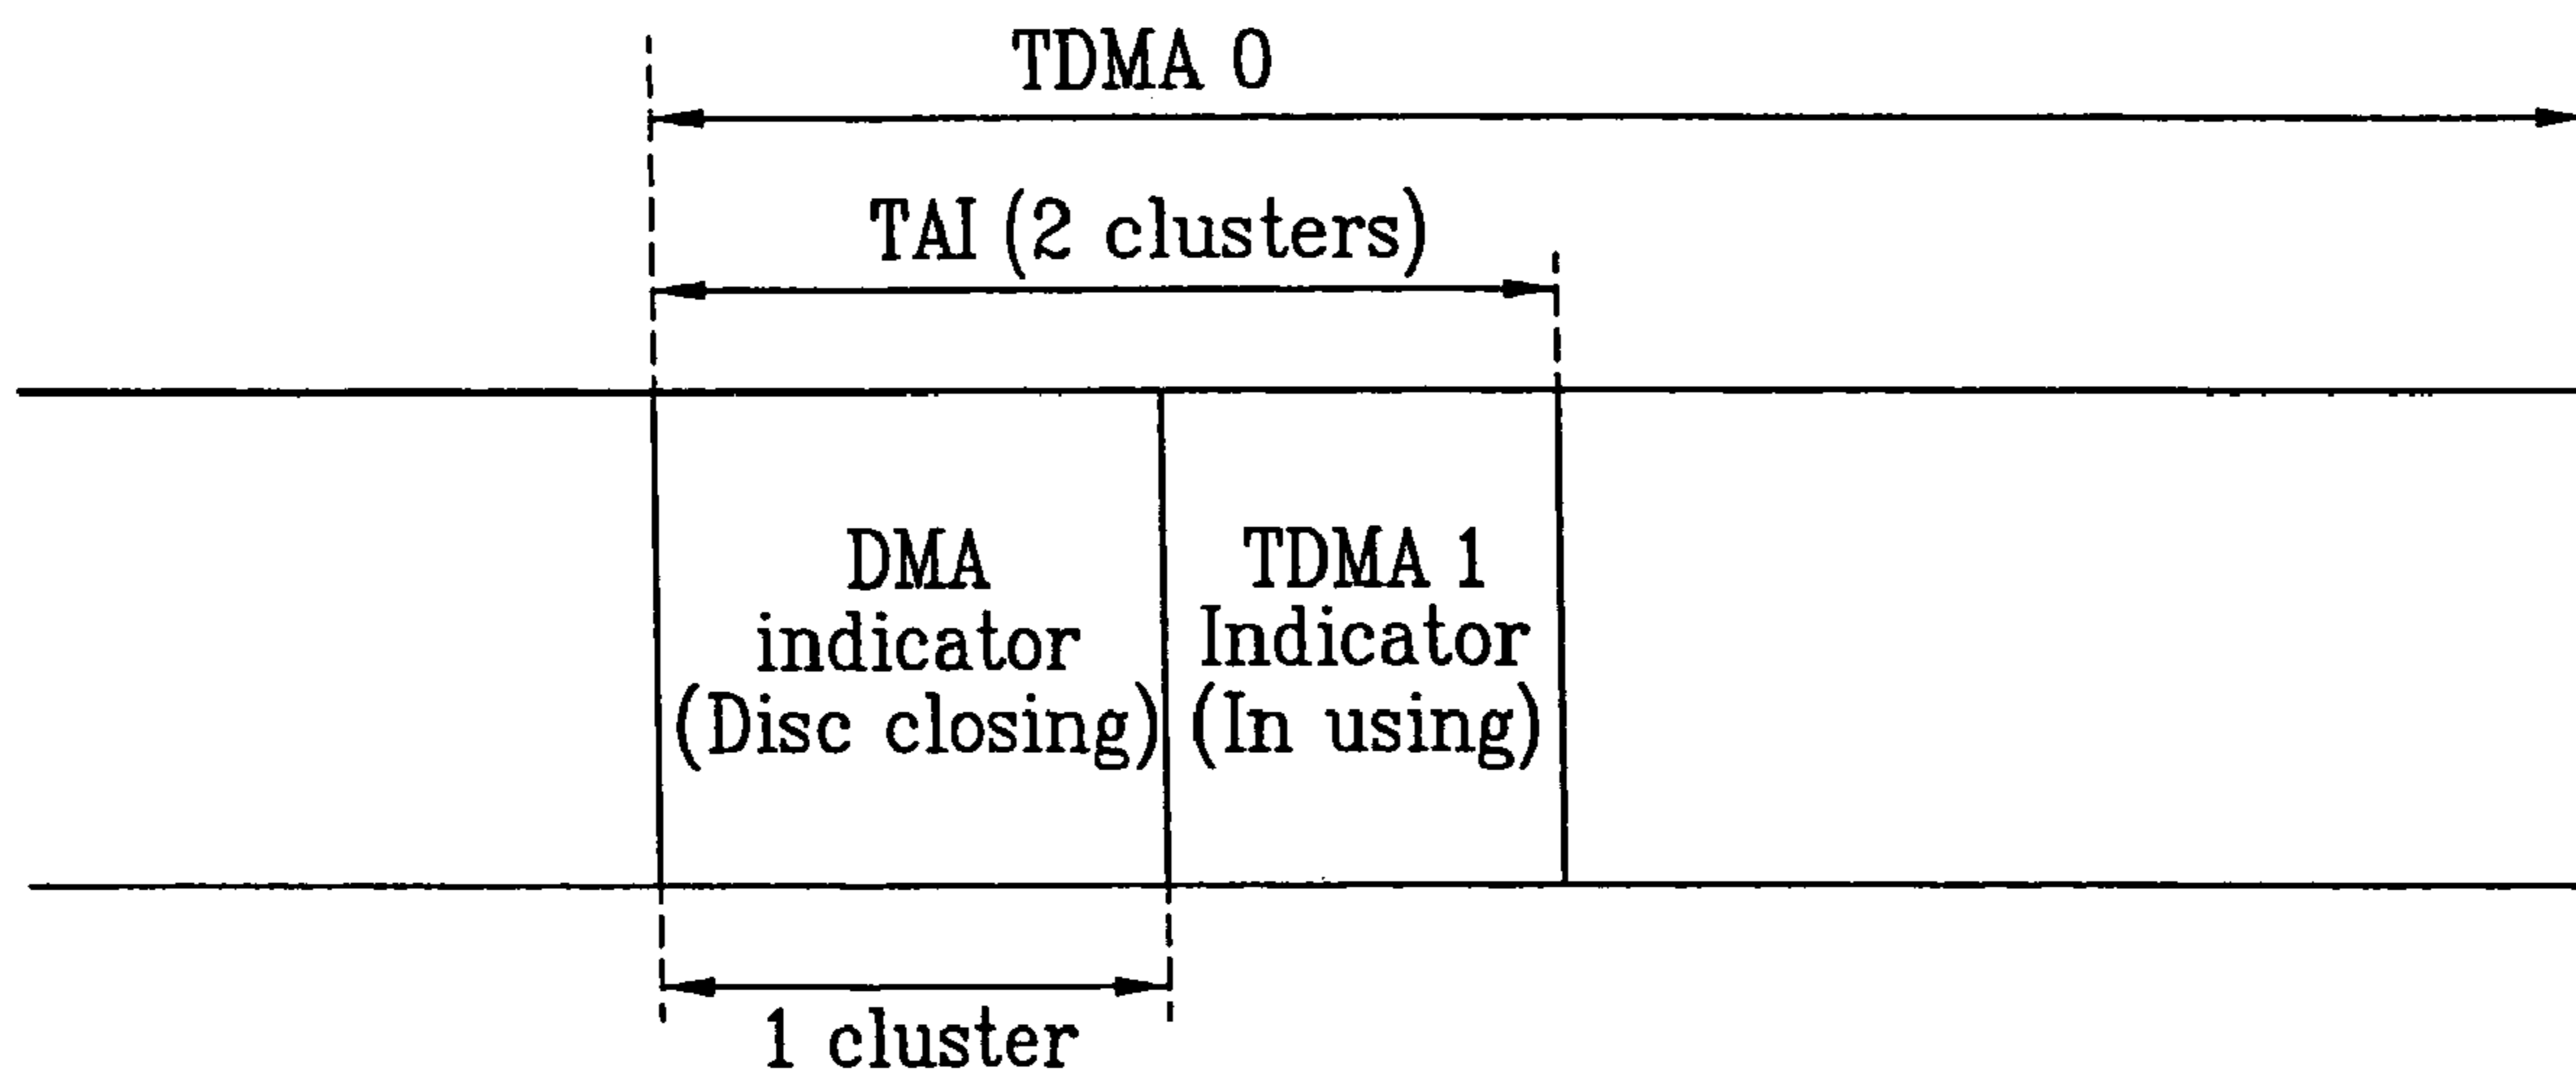 TDMA 0
TAI (2 clusters)
DMA
indicator
(Disc closing)
TDMA 1
Indicator
(In using)
1 cluster